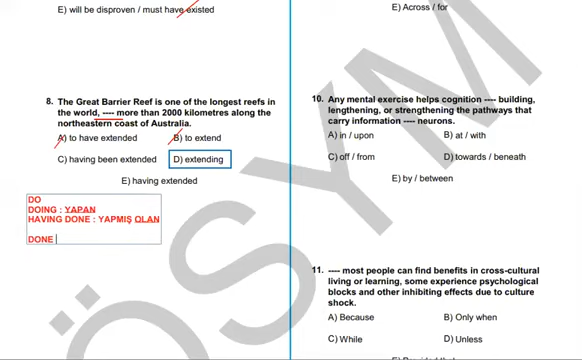 E) will be disproven / must have existed
8. The Great Barrier Reef is one of the longest reefs in
the world, ---- more than 2000 kilometres along the
northeastern coast of Australia.
A) to have extended
B) to extend
C) having been extended
D) extending
E) having extended
DO
DOING : YAPAN
HAVING DONE : YAPMIŞ OLAN
DONE
E) Across / for
10. Any mental exercise helps cognition ---- building,
lengthening, or strengthening the pathways that
carry information ---- neurons.
A) in / upon
B) at / with
C) off / from
D) towards / beneath
E) by / between
11. ---- most people can find benefits in cross-cultural
living or learning, some experience psychological
blocks and other inhibiting effects due to culture
shock.
A) Because
B) Only when
C) While
D) Unless
E) Provided that
ÖSYM